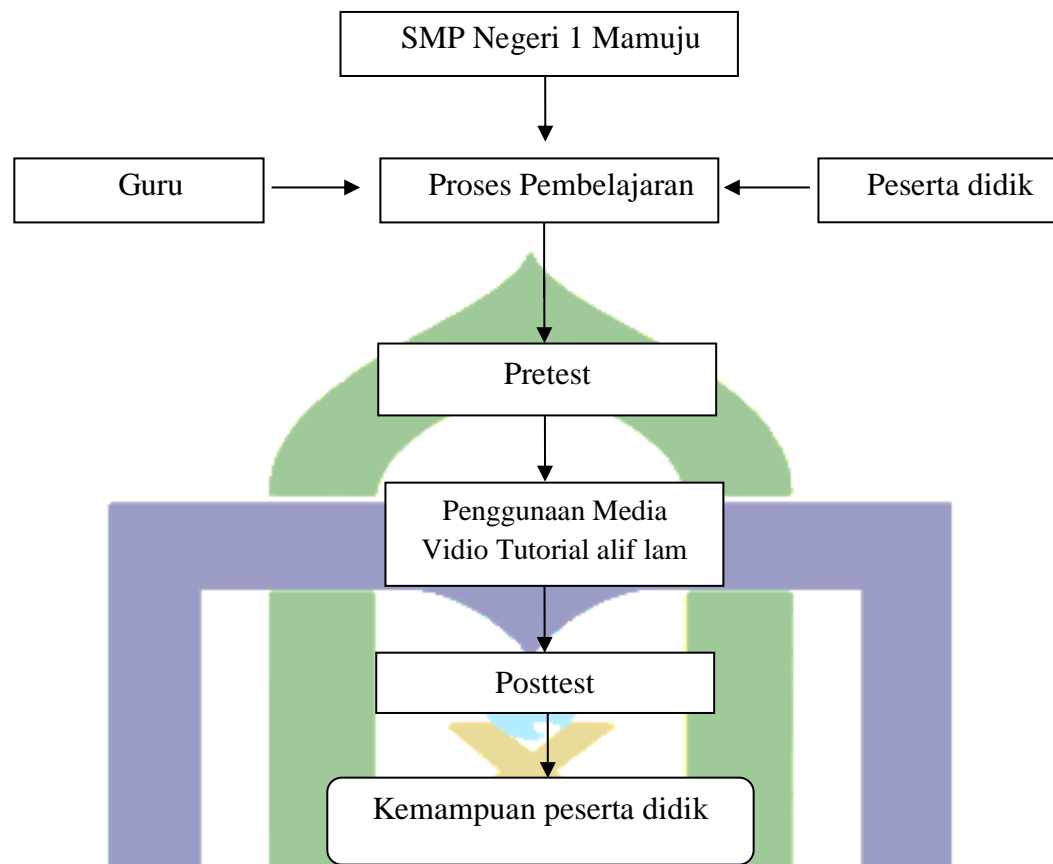 SMP Negeri 1 Mamuju
Guru
Proses Pembelajaran
Peserta didik
Pretest
Penggunaan Media
Vidio Tutorial alif lam
Posttest
Kemampuan peserta didik